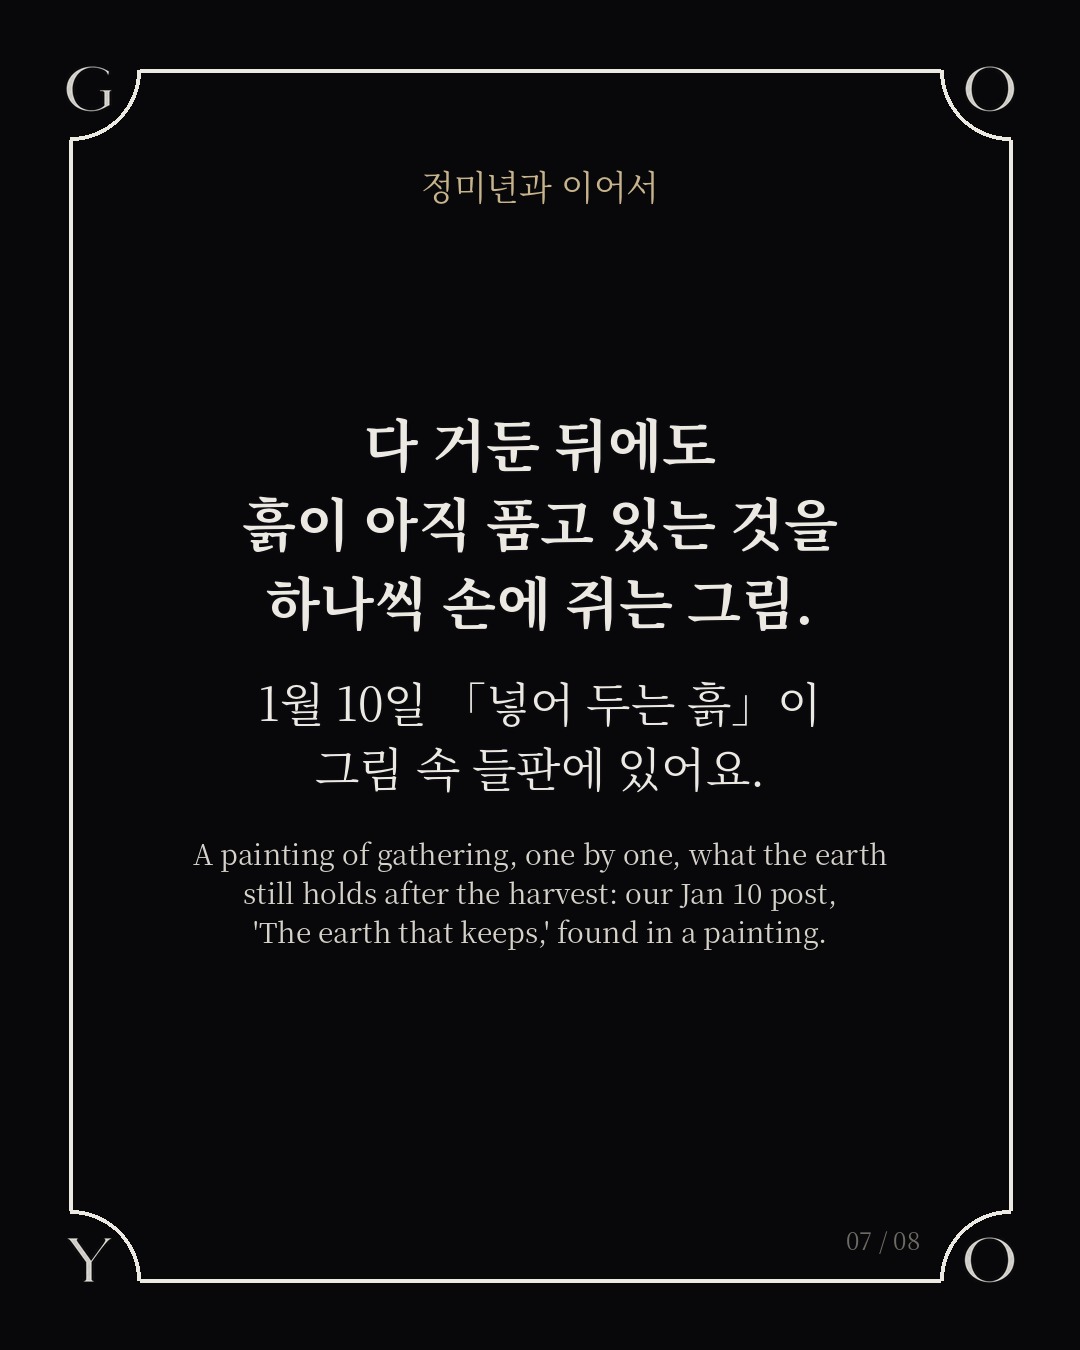 G O
정미년과 이어서
다 거둔 뒤에도
흙이 아직 품고 있는 것을
하나씩 손에 쥐는 그림.
1월 10일 「넣어 두는 흙」이
그림 속 들판에 있어요.
A painting of gathering, one by one, what the earth
still holds after the harvest: our Jan 10 post,
'The earth that keeps,' found in a painting.
07 / 08
Y O